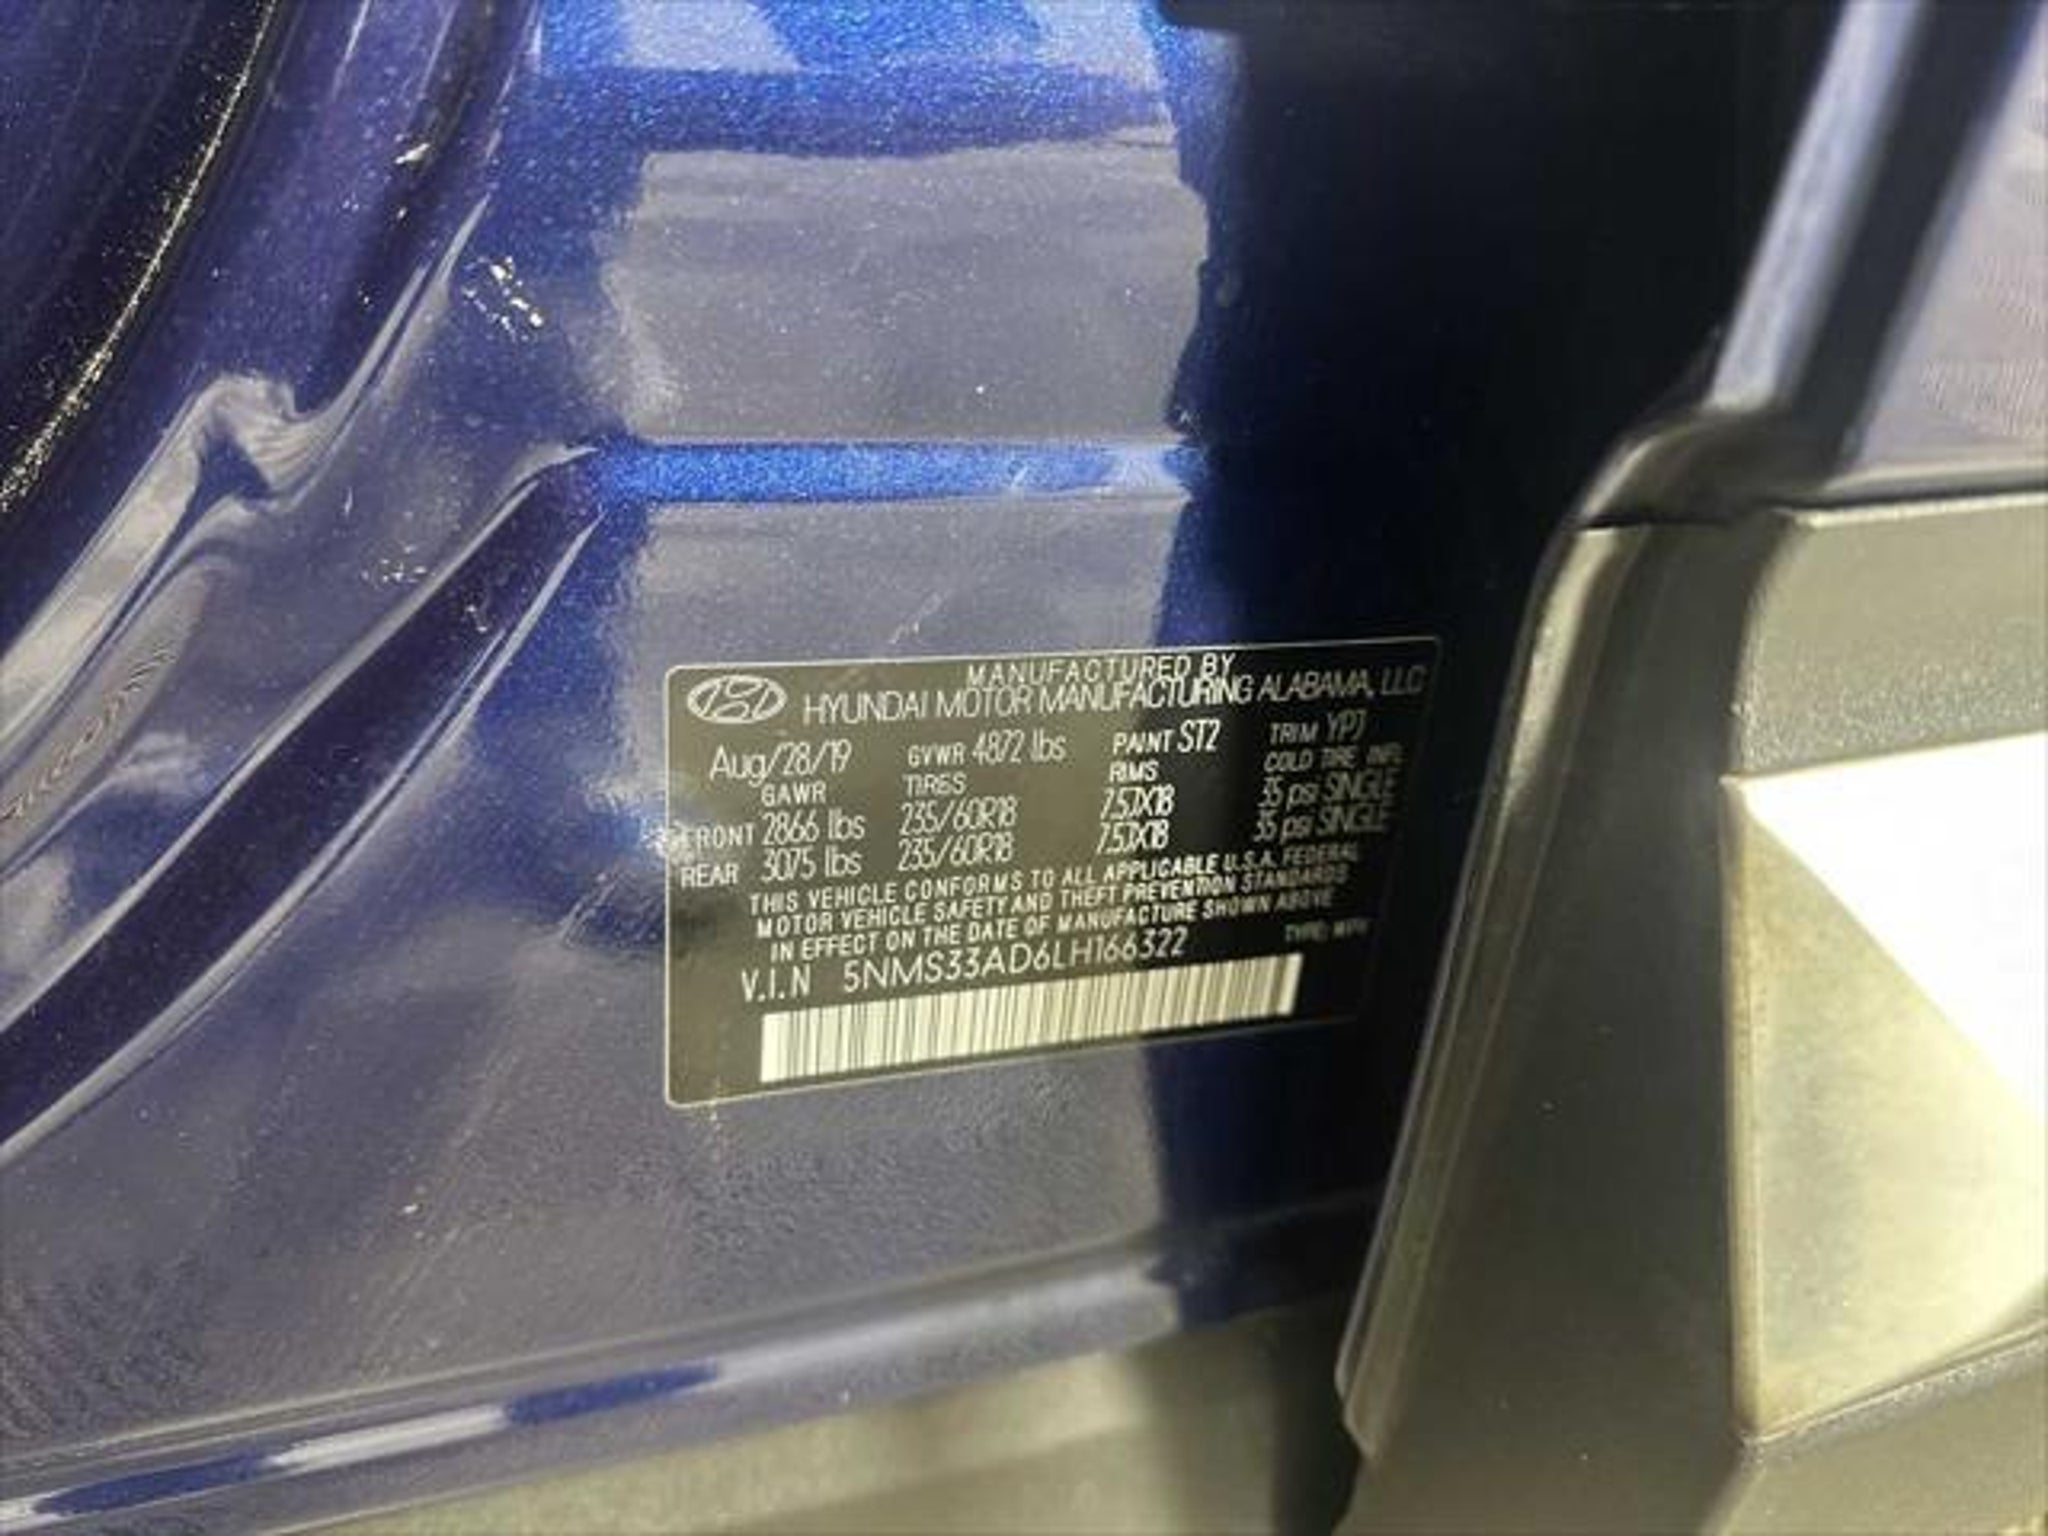 MANUFACTURED BY
HYUNDAI MOTOR MANUFACTURING ALABAMA, LLC
Aug/28/19 GVWR 4872 lbs PAINT ST2 TRIM YPJ
GAWR TIRES RIMS COLD TIRE INF.
FRONT 2866 lbs 235/60R18 7.5JX18 35 psi SINGLE
REAR 3075 lbs 235/60R18 7.5JX18 35 psi SINGLE
THIS VEHICLE CONFORMS TO ALL APPLICABLE U.S.A. FEDERAL
MOTOR VEHICLE SAFETY AND THEFT PREVENTION STANDARDS
IN EFFECT ON THE DATE OF MANUFACTURE SHOWN ABOVE
V.I.N 5NMS33AD6LH166322 TYPE: MPV